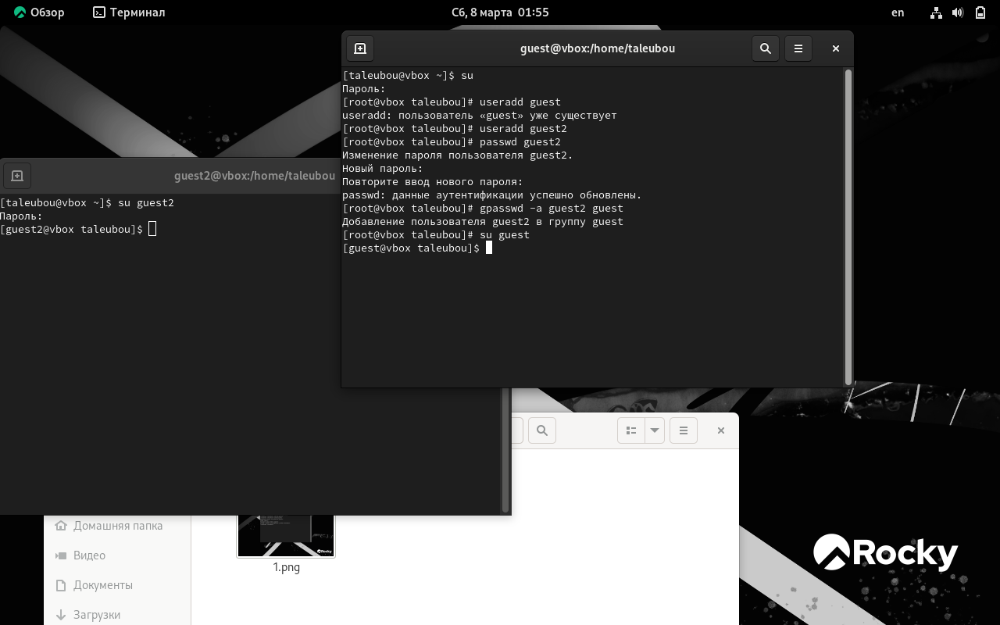 Обзор
Терминал
Сб, 8 марта 01:55
en
guest@vbox:/home/taleubou
[taleubou@vbox ~]$ su
Пароль:
[root@vbox taleubou]# useradd guest
useradd: пользователь «guest» уже существует
[root@vbox taleubou]# useradd guest2
[root@vbox taleubou]# passwd guest2
Изменение пароля пользователя guest2.
Новый пароль:
Повторите ввод нового пароля:
passwd: данные аутентификации успешно обновлены.
[root@vbox taleubou]# gpasswd -a guest2 guest
Добавление пользователя guest2 в группу guest
[root@vbox taleubou]# su guest
[guest@vbox taleubou]$
guest2@vbox:/home/taleubou
[taleubou@vbox ~]$ su guest2
Пароль:
[guest2@vbox taleubou]$
Домашняя папка
Видео
Документы
Загрузки
Rocky
1.png
Rocky